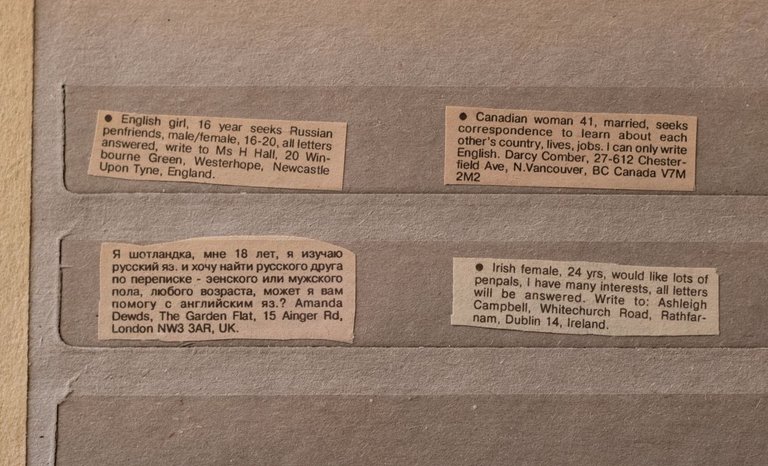 ● English girl, 16 year seeks Russian
penfriends, male/female, 16-20, all letters
answered, write to Ms H Hall, 20 Win-
bourne Green, Westerhope, Newcastle
Upon Tyne, England.
● Canadian woman 41, married, seeks
correspondence to learn about each
other's country, lives, jobs. I can only write
English. Darcy Comber, 27-612 Chester-
field Ave, N.Vancouver, BC Canada V7M
2M2
Я шотландка, мне 18 лет, я изучаю
русский яз. и хочу найти русского друга
по переписке - зенского или мужского
пола, любого возраста, может я вам
помогу с английским яз.? Amanda
Dewds, The Garden Flat, 15 Ainger Rd,
London NW3 3AR, UK.
● Irish female, 24 yrs, would like lots of
penpals, I have many interests, all letters
will be answered. Write to: Ashleigh
Campbell, Whitechurch Road, Rathfar-
nam, Dublin 14, Ireland.